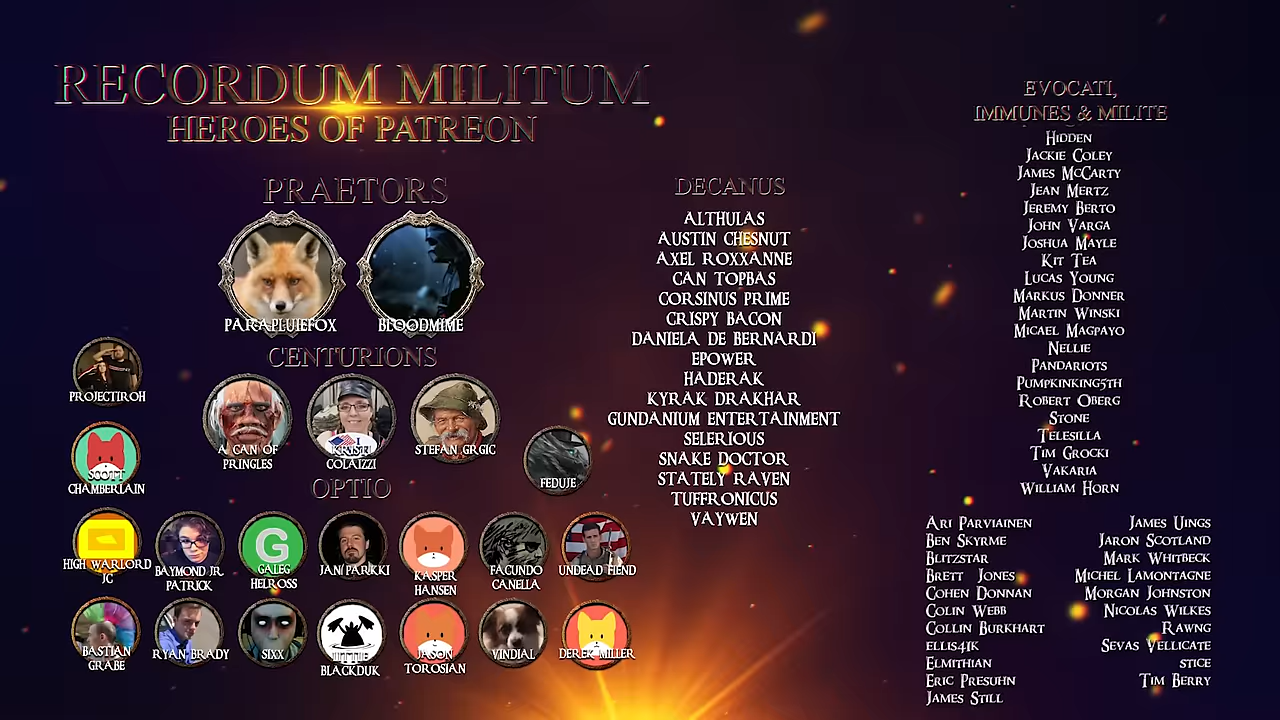 RECORDUM MILITUM
HEROES OF PATREON
PRAETORS
PARAPLUIEFOX
BLOODMIME
CENTURIONS
PROJECTIROH
A CAN OF
PRINGLES
KRISTI
COLAIZZI
STEFAN GRGIC
SCOTT
CHAMBERLAIN
FEDUJE
OPTIO
HIGH WARLORD
JG
BAYMOND JR.
PATRICK
GALEG
HELROSS
JANI PARKKI
KASPER
HANSEN
FACUNDO
CANELLA
UNDEAD FIEND
BASTIAN
GRABE
RYAN BRADY
SIXX
BLACKDUK
JASON
TOROSIAN
VINDIAL
DEREK MILLER
DECANUS
ALTHULAS
AUSTIN CHESNUT
AXEL ROXXANNE
CAN TOPBAS
CORSINUS PRIME
CRISPY BACON
DANIELA DE BERNARDI
EPOWER
HADERAK
KYRAK DRAKHAR
GUNDANIUM ENTERTAINMENT
SELERIOUS
SNAKE DOCTOR
STATELY RAVEN
TUFFRONICUS
VAYWEN
EVOCATI,
IMMUNES & MILITE
HIDDEN
JACKIE COLEY
JAMES MCCARTY
JEAN MERTZ
JEREMY BERTO
JOHN VARGA
JOSHUA MAYLE
KIT TEA
LUCAS YOUNG
MARKUS DONNER
MARTIN WINSKI
MICAEL MAGPAYO
NELLIE
PANDARIOTS
PUMPKINKING5TH
ROBERT OBERG
STONE
TELESILLA
TIM GROCKI
VAKARIA
WILLIAM HORN
ARI PARVIAINEN
BEN SKYRME
BLITZSTAR
BRETT JONES
COHEN DONNAN
COLIN WEBB
COLLIN BURKHART
ELLIS41K
ELMITHIAN
ERIC PRESUHN
JAMES STILL
JAMES UINGS
JARON SCOTLAND
MARK WHITBECK
MICHEL LAMONTAGNE
MORGAN JOHNSTON
NICOLAS WILKES
RAWNG
SEVAS VELLICATE
STICE
TIM BERRY